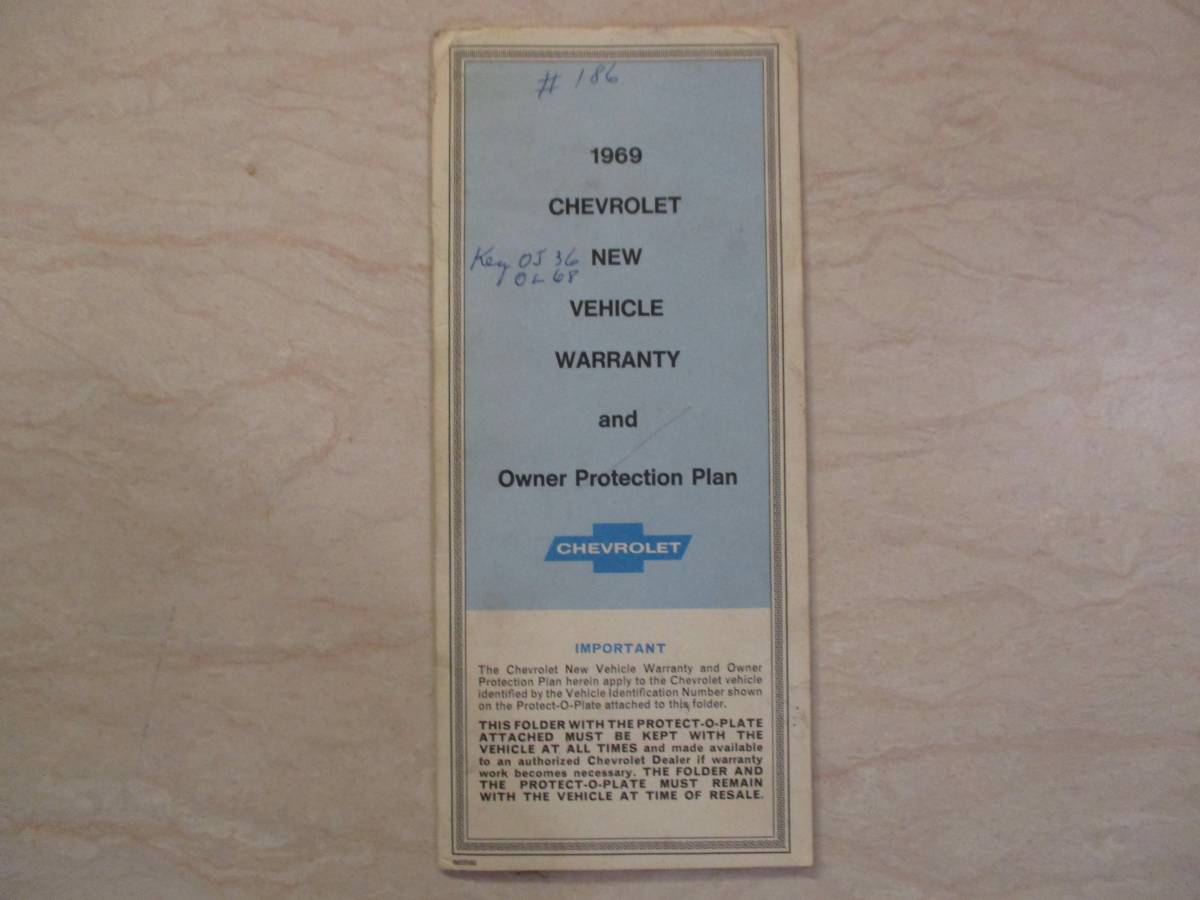 # 186
1969
CHEVROLET
Key OJ 36 NEW
OL 68
VEHICLE
WARRANTY
and
Owner Protection Plan
CHEVROLET
IMPORTANT
The Chevrolet New Vehicle Warranty and Owner
Protection Plan herein apply to the Chevrolet vehicle
identified by the Vehicle Identification Number shown
on the Protect-O-Plate attached to this folder.
THIS FOLDER WITH THE PROTECT-O-PLATE
ATTACHED MUST BE KEPT WITH THE
VEHICLE AT ALL TIMES and made available
to an authorized Chevrolet Dealer if warranty
work becomes necessary. THE FOLDER AND
THE PROTECT-O-PLATE MUST REMAIN
WITH THE VEHICLE AT TIME OF RESALE.